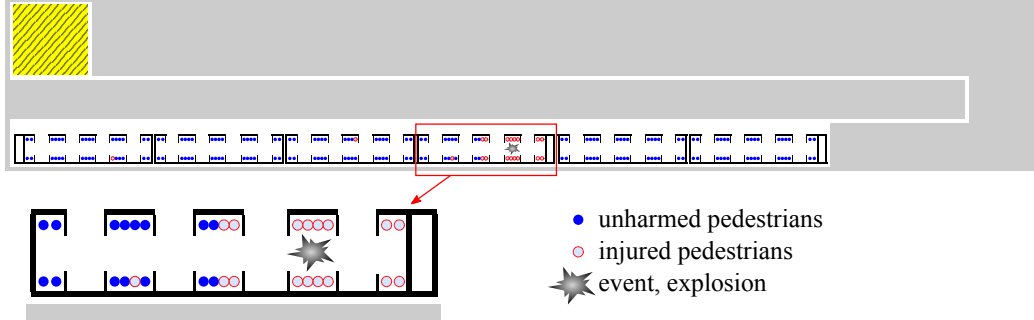 unharmed pedestrians
injured pedestrians
event, explosion